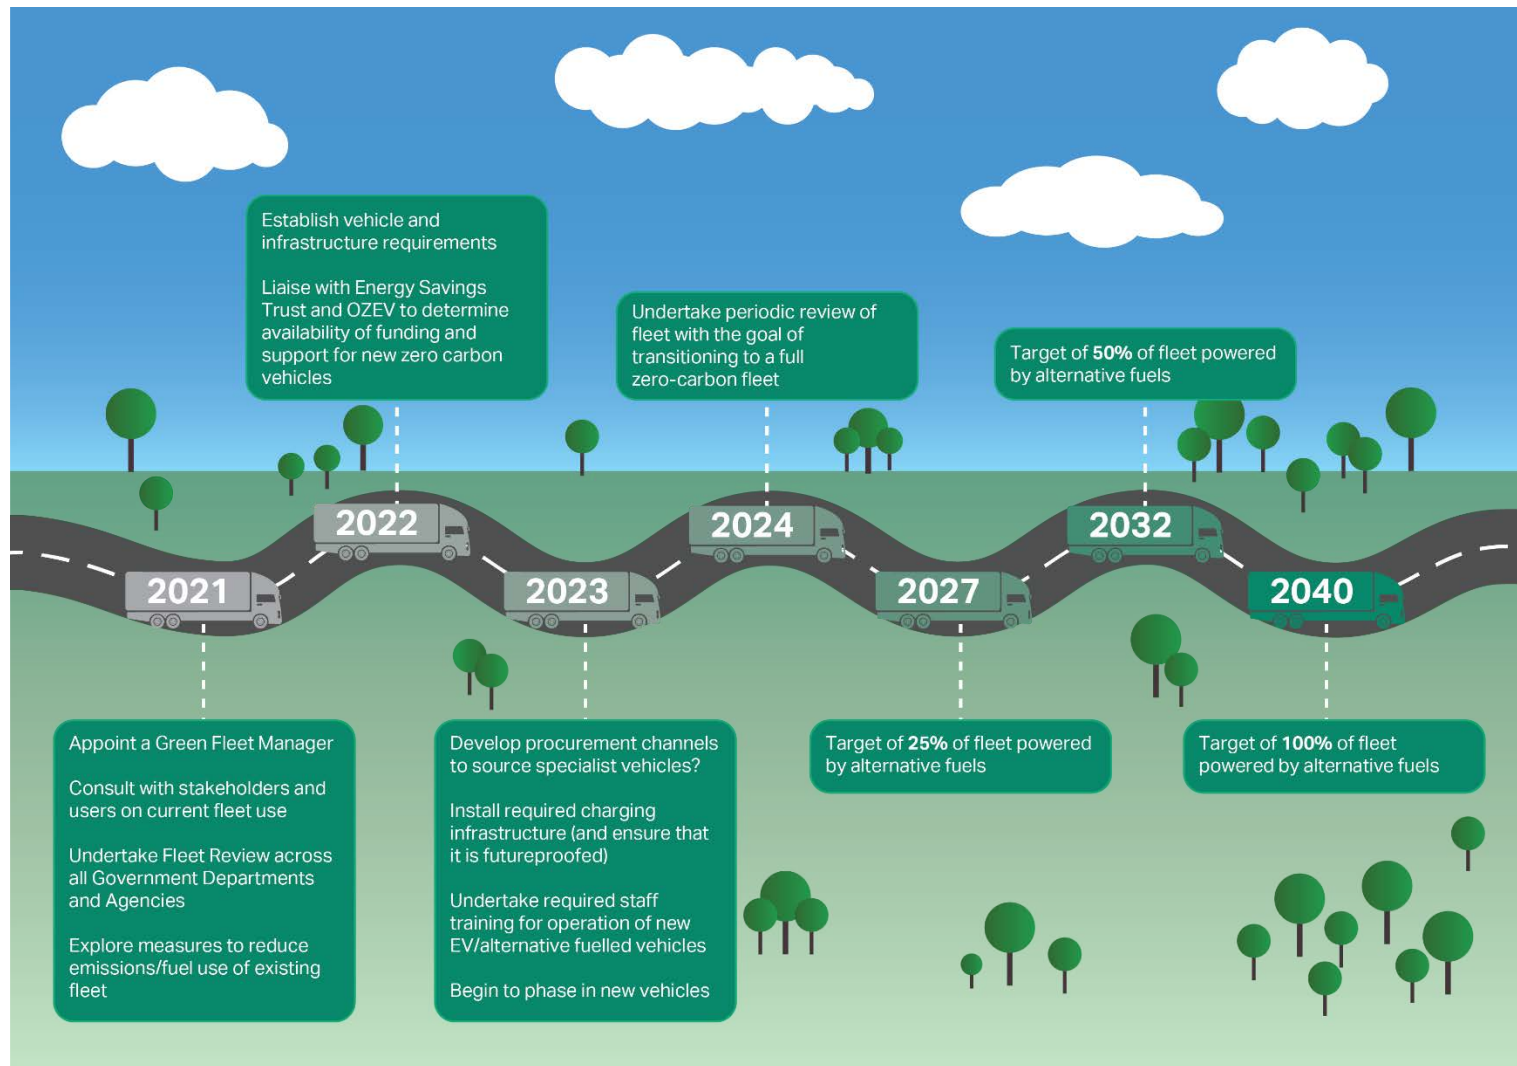 2021
Appoint a Green Fleet Manager
Consult with stakeholders and
users on current fleet use
Undertake Fleet Review across
all Government Departments
and Agencies
Explore measures to reduce
emissions/fuel use of existing
fleet
2022
Establish vehicle and
infrastructure requirements
Liaise with Energy Savings
Trust and OZEV to determine
availability of funding and
support for new zero carbon
vehicles
2023
Develop procurement channels
to source specialist vehicles?
Install required charging
infrastructure (and ensure that
it is futureproofed)
Undertake required staff
training for operation of new
EV/alternative fuelled vehicles
Begin to phase in new vehicles
2024
Undertake periodic review of
fleet with the goal of
transitioning to a full
zero-carbon fleet
2027
Target of 25% of fleet powered
by alternative fuels
2032
Target of 50% of fleet powered
by alternative fuels
2040
Target of 100% of fleet
powered by alternative fuels